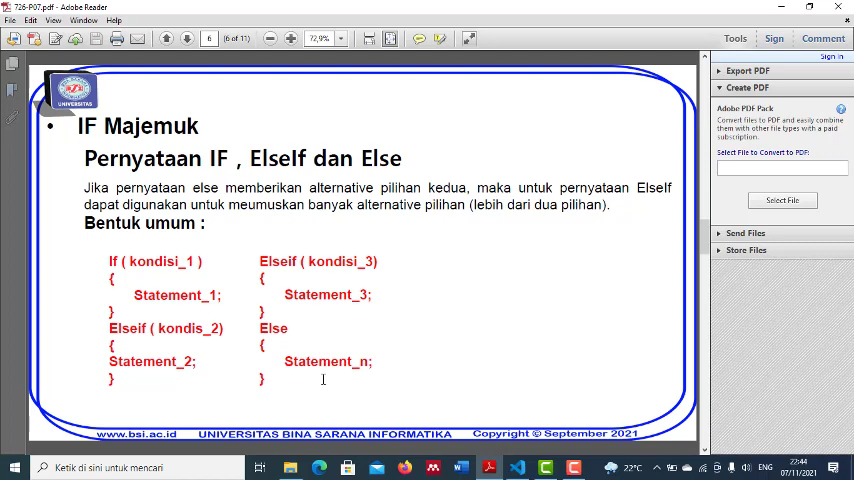 726-P07.pdf
File Edit View Window Help
6 (6 of 11) 72,9% Tools Sign Comment
Sign In
Export PDF
Create PDF
Adobe PDF Pack
Convert files to PDF and easily combine
them with other file types with a paid
subscription.
Select File to Convert to PDF:
Select File
Send Files
Store Files
UNIVERSITAS
• IF Majemuk
Pernyataan IF , ElseIf dan Else
Jika pernyataan else memberikan alternative pilihan kedua, maka untuk pernyataan ElseIf
dapat digunakan untuk meumuskan banyak alternative pilihan (lebih dari dua pilihan).
Bentuk umum :
If ( kondisi_1 )
{
Statement_1;
}
Elseif ( kondis_2)
{
Statement_2;
}
Elseif ( kondisi_3)
{
Statement_3;
}
Else
{
Statement_n;
}
www.bsi.ac.id UNIVERSITAS BINA SARANA INFORMATIKA Copyright © September 2021
Ketik di sini untuk mencari
22°C
ENG
22:44
07/11/2021